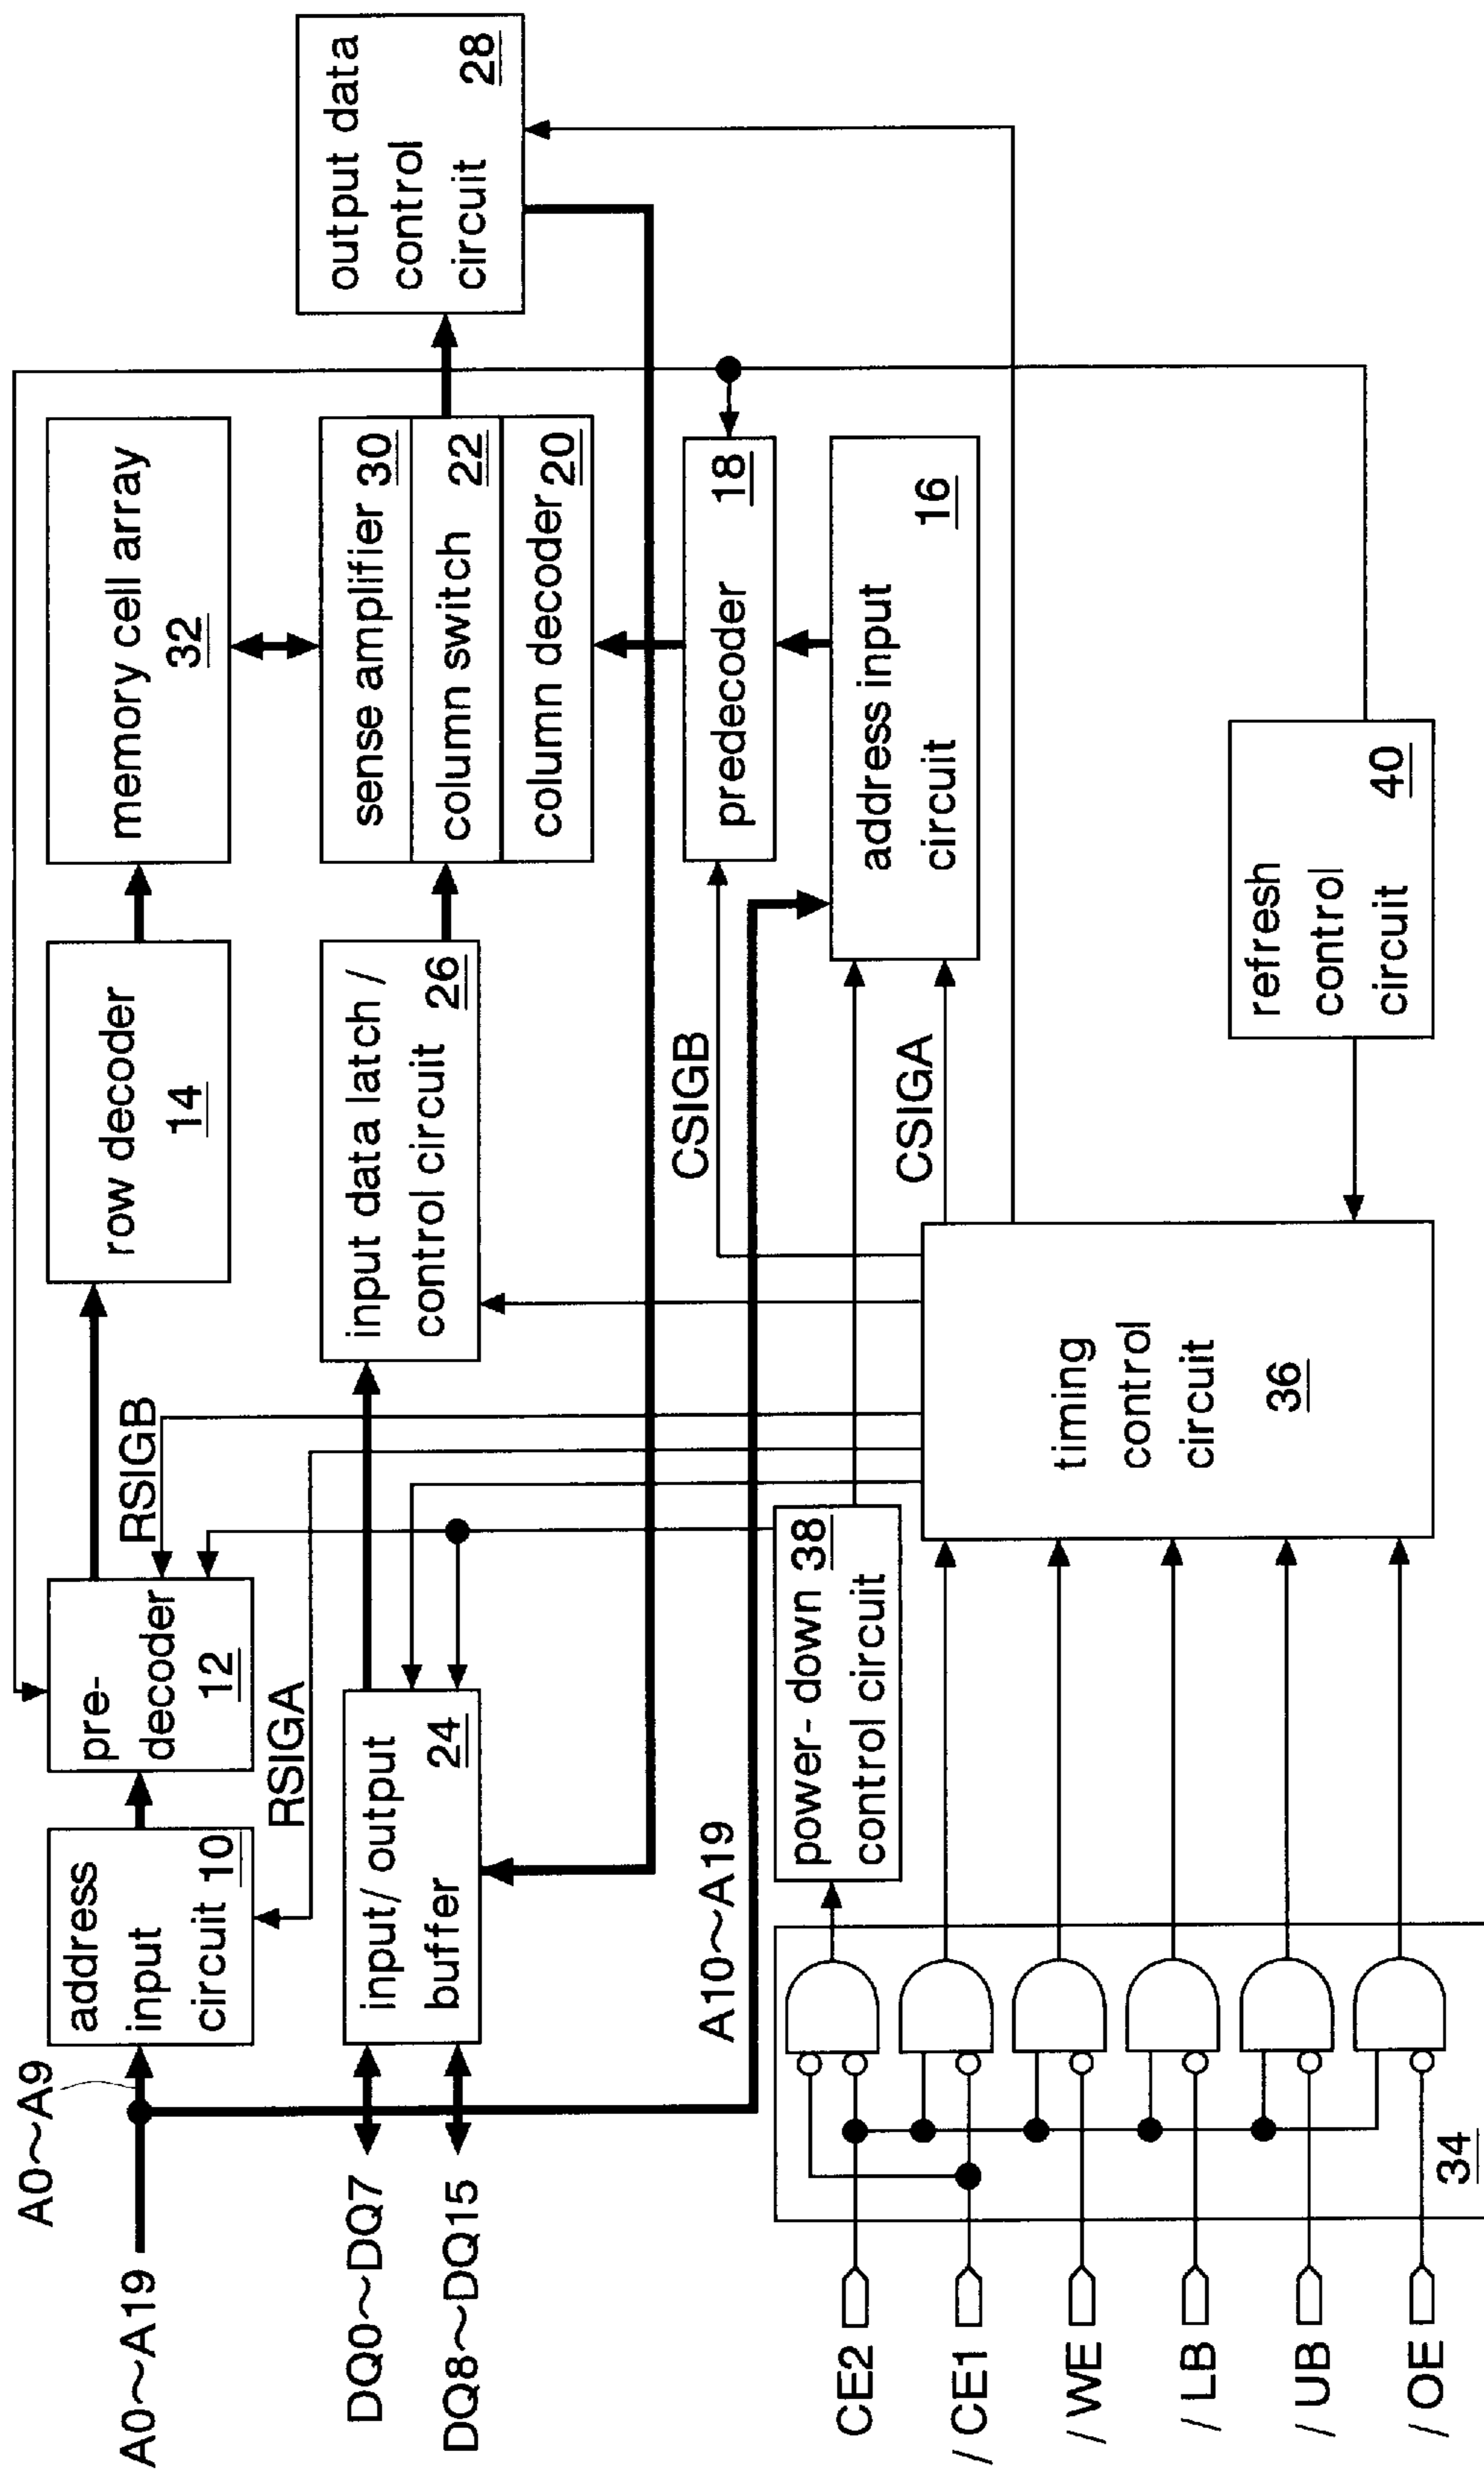 A0~A9
A0~A19
address
input
circuit 10
pre-
decoder
12
RSIGB
row decoder
14
memory cell array
32
RSIGA
DQ0~DQ7
DQ8~DQ15
input/ output
buffer 24
input data latch /
control circuit 26
sense amplifier 30
column switch 22
column decoder 20
output data
control
circuit 28
A10~A19
CSIGB
predecoder 18
power- down 38
control circuit
CSIGA
address input
circuit 16
CE2
/ CE1
/ WE
/ LB
/ UB
/ OE
34
timing
control
circuit
36
refresh
control
circuit 40